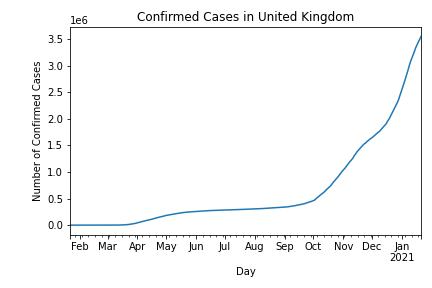 Confirmed Cases in United Kingdom
1e6
3.5
3.0
2.5
2.0
1.5
1.0
0.5
0.0
Number of Confirmed Cases
Feb Mar Apr May Jun Jul Aug Sep Oct Nov Dec Jan
2021
Day